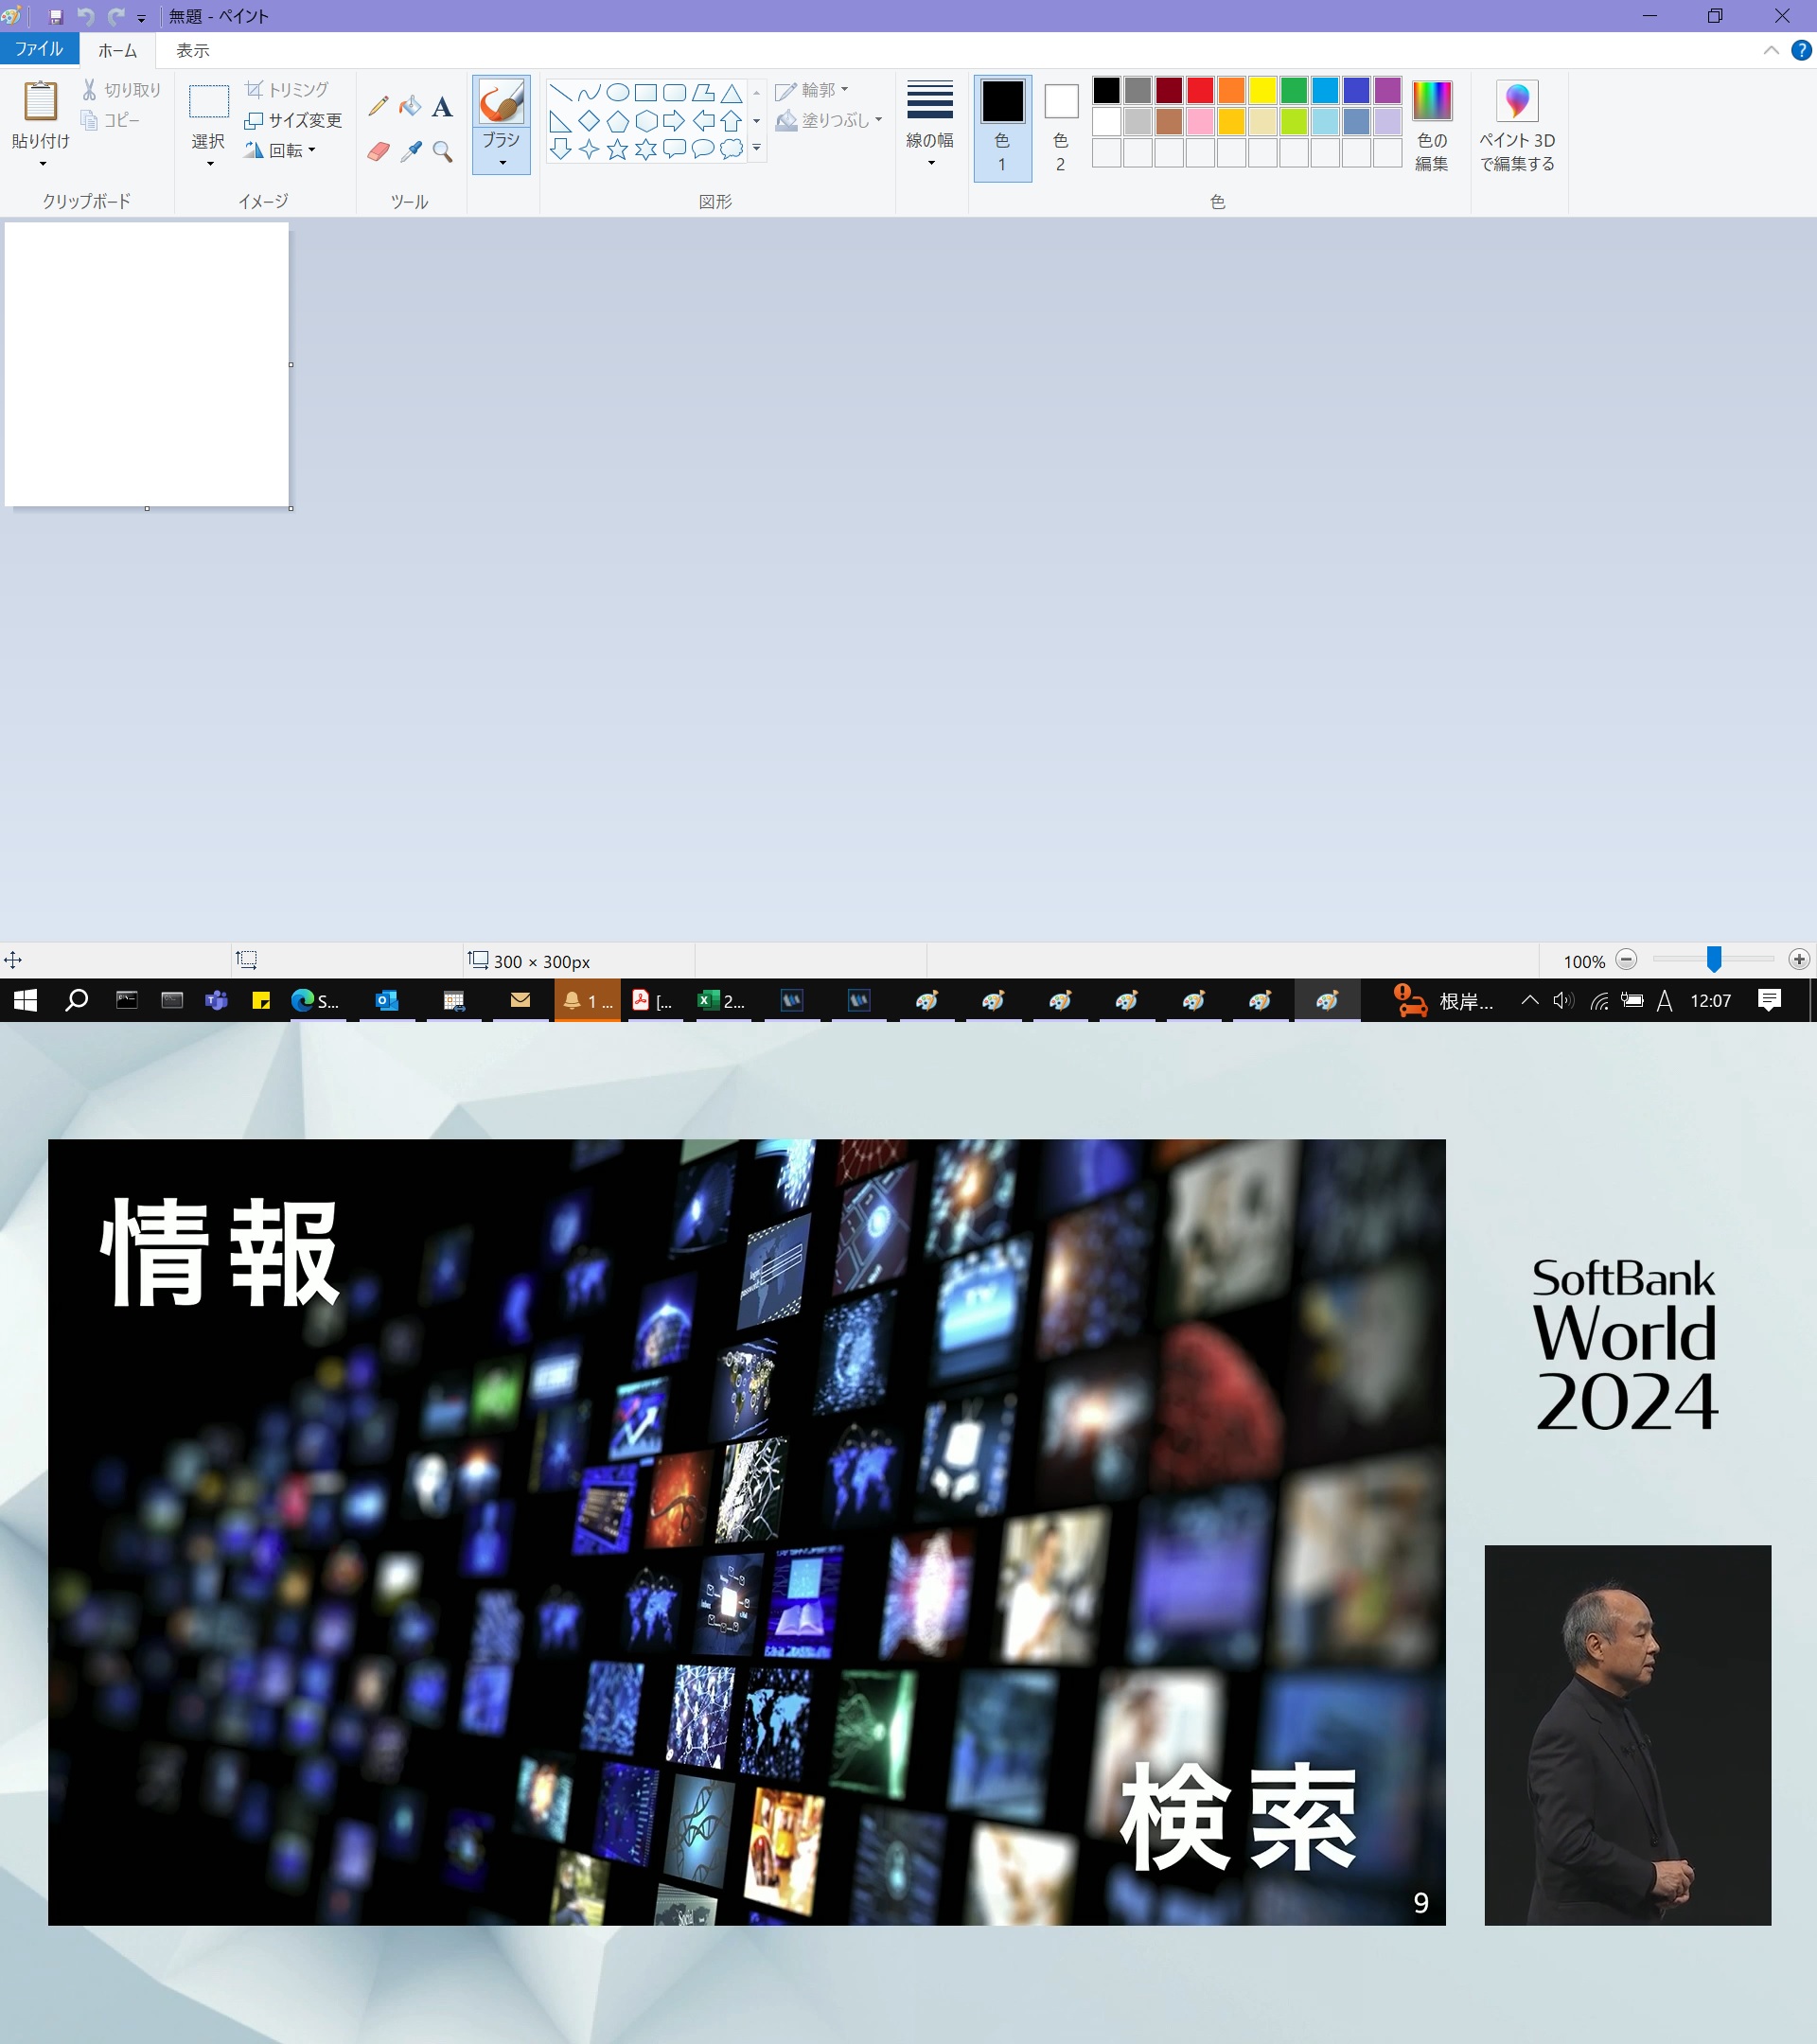 無題 - ペイント
ファイル ホーム 表示
貼り付け
切り取り
コピー
クリップボード
選択
トリミング
サイズ変更
回転
イメージ
A
ツール
ブラシ
図形
輪郭
塗りつぶし
線の幅
色
1
色
2
色
色の
編集
ペイント 3D
で編集する
300 × 300px
100%
S...
1 ...
[...
2...
根岸...
A
12:07
情報
検索
9
SoftBank
World
2024